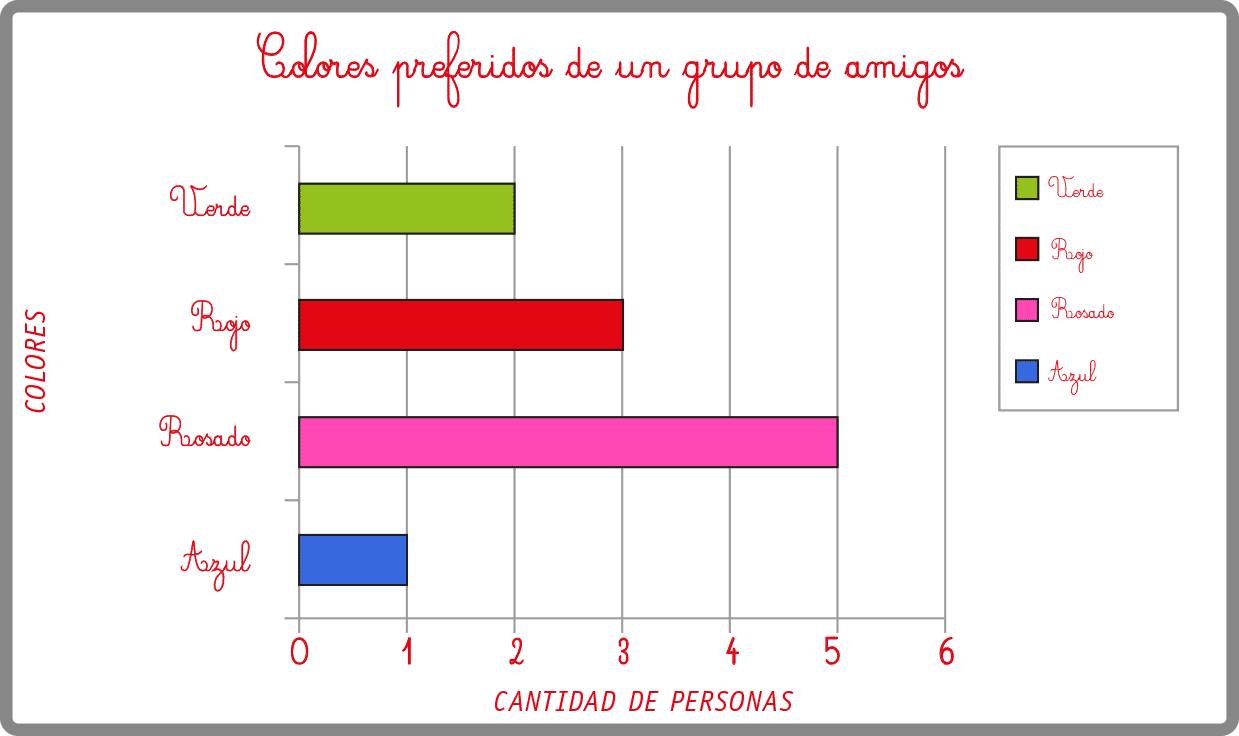 Colores preferidos de un grupo de amigos
Verde
Rojo
Rosado
Azul
COLORES
0 1 2 3 4 5 6
CANTIDAD DE PERSONAS
Verde
Rojo
Rosado
Azul